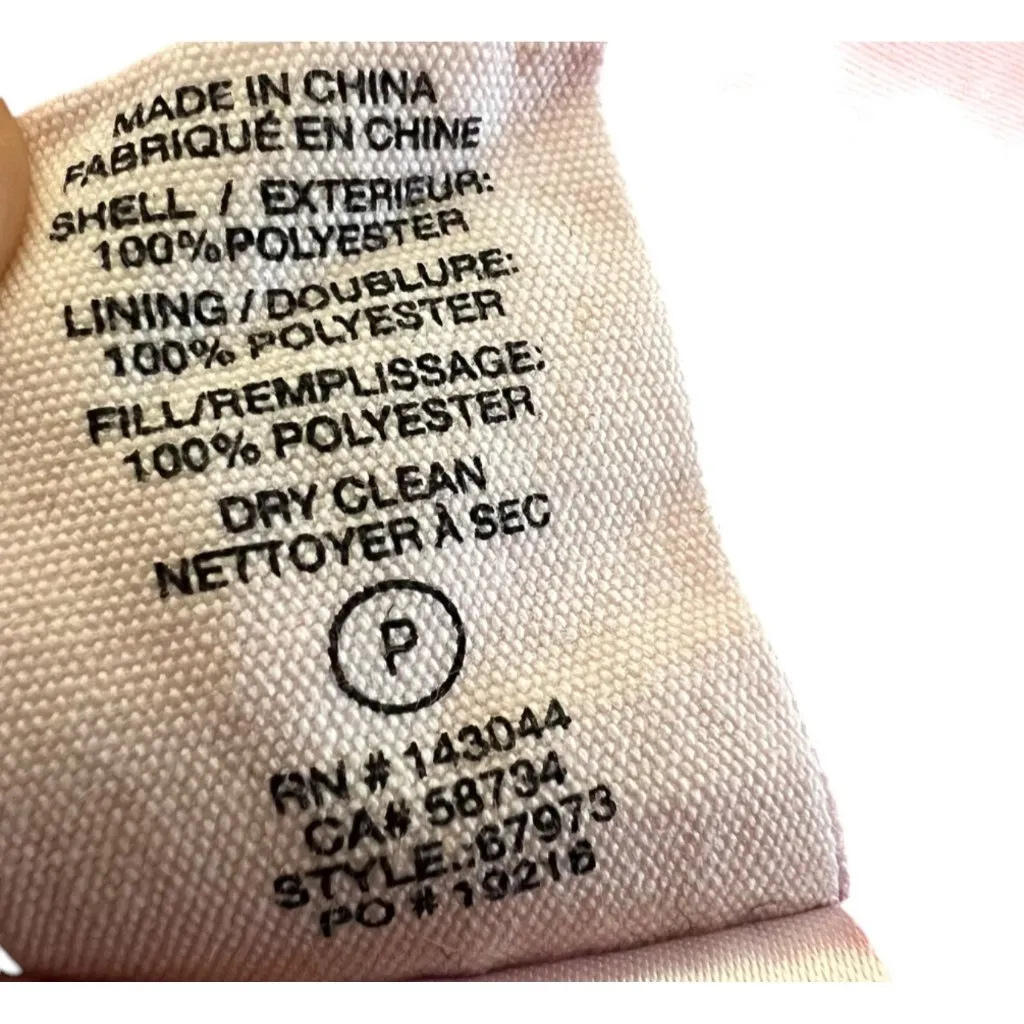 MADE IN CHINA
FABRIQUÉ EN CHINE
SHELL / EXTERIEUR:
100%POLYESTER
LINING / DOUBLURE:
100% POLYESTER
FILL/REMPLISSAGE:
100% POLYESTER
DRY CLEAN
NETTOYER À SEC
P
RN # 143044
CA# 58734
STYLE.:67973
PO # 19216